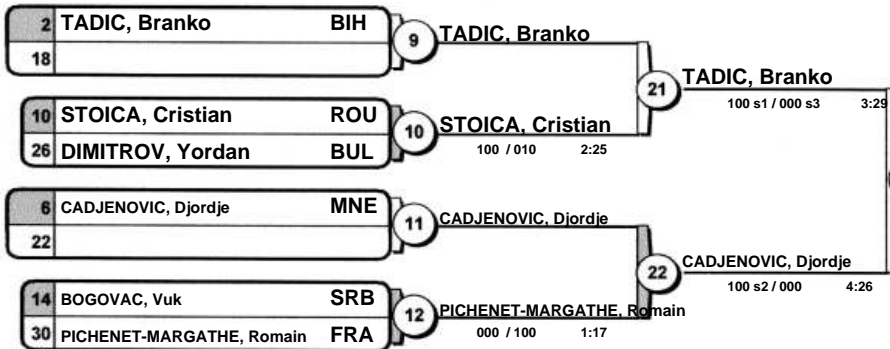 2 TADIC, Branko BIH
18
9 TADIC, Branko
10 STOICA, Cristian ROU
26 DIMITROV, Yordan BUL
10 STOICA, Cristian
100 / 010 2:25
21 TADIC, Branko
100 s1 / 000 s3 3:29
6 CADJENOVIC, Djordje MNE
22
11 CADJENOVIC, Djordje
14 BOGOVAC, Vuk SRB
30 PICHENET-MARGATHE, Romain FRA
12 PICHENET-MARGATHE, Romain
000 / 100 1:17
22 CADJENOVIC, Djordje
100 s2 / 000 4:26